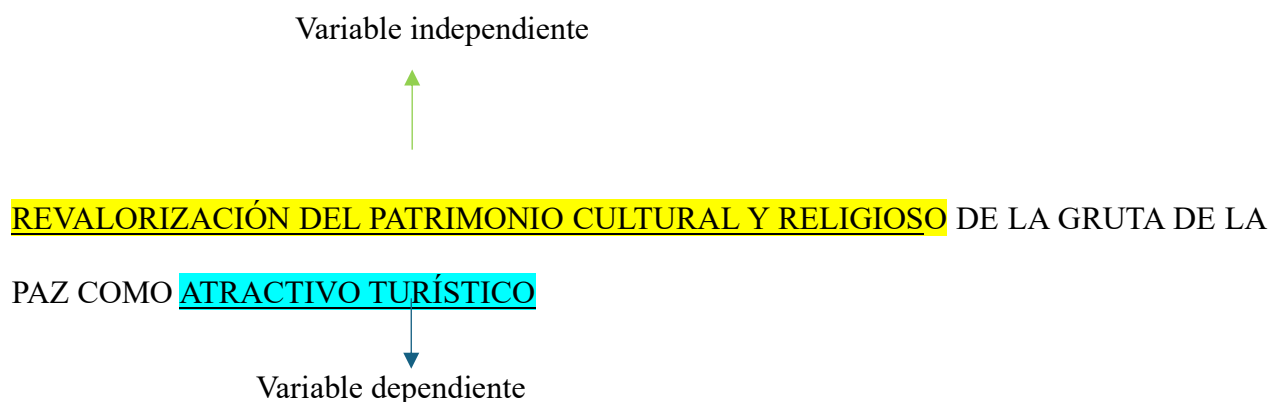 Variable independiente
REVALORIZACIÓN DEL PATRIMONIO CULTURAL Y RELIGIOSO DE LA GRUTA DE LA
PAZ COMO ATRACTIVO TURÍSTICO
Variable dependiente